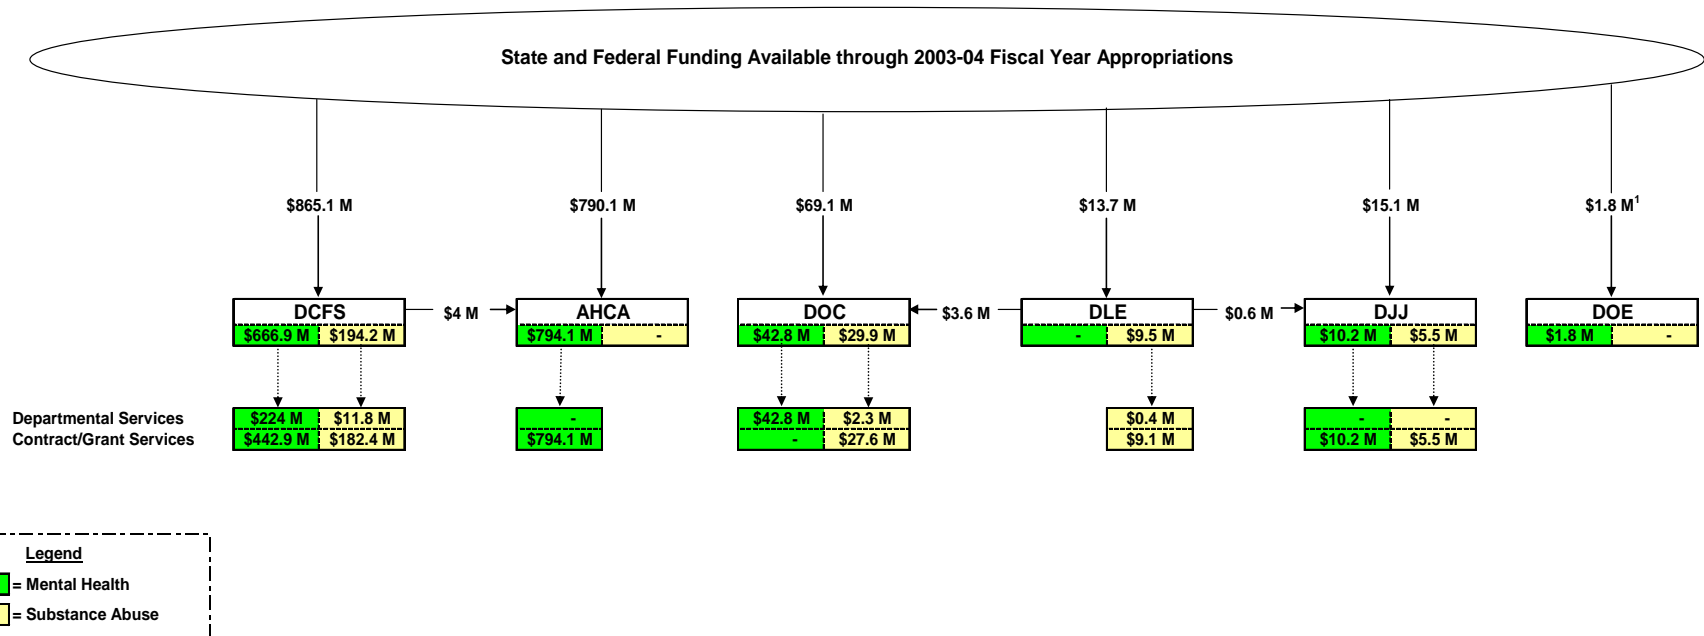 State and Federal Funding Available through 2003-04 Fiscal Year Appropriations
$865.1 M $790.1 M $69.1 M $13.7 M $15.1 M $1.8 M¹
DCFS $4 M AHCA DOC $3.6 M DLE $0.6 M DJJ DOE
$666.9 M $194.2 M $794.1 M - $42.8 M $29.9 M - $9.5 M $10.2 M $5.5 M $1.8 M -
Departmental Services $224 M $11.8 M - $42.8 M $2.3 M $0.4 M - -
Contract/Grant Services $442.9 M $182.4 M $794.1 M - $27.6 M $9.1 M $10.2 M $5.5 M
Legend
= Mental Health
= Substance Abuse